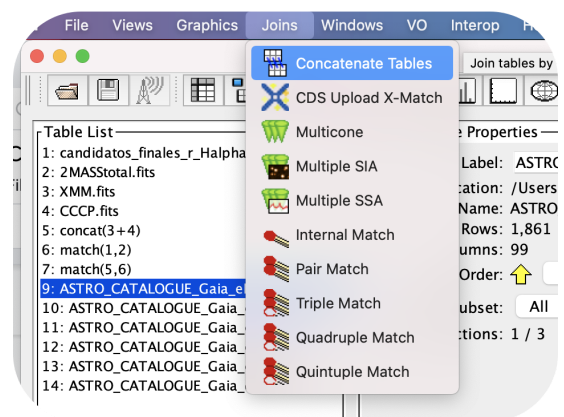 File Views Graphics Joins Windows VO Interop
Concatenate Tables
Join tables by
CDS Upload X-Match
Multicone
Multiple SIA
Multiple SSA
Internal Match
Pair Match
Triple Match
Quadruple Match
Quintuple Match
Table List
1: candidatos_finales_r_Halpha
2: 2MASStotal.fits
3: XMM.fits
4: CCCP.fits
5: concat(3+4)
6: match(1,2)
7: match(5,6)
9: ASTRO_CATALOGUE_Gaia_e
10: ASTRO_CATALOGUE_Gaia_
11: ASTRO_CATALOGUE_Gaia_
12: ASTRO_CATALOGUE_Gaia_
13: ASTRO_CATALOGUE_Gaia_
14: ASTRO_CATALOGUE_Gaia_
Properties
Label: ASTRO
cation: /Users
Name: ASTRO
Rows: 1,861
umns: 99
Order:
ubset: All
ctions: 1 / 3